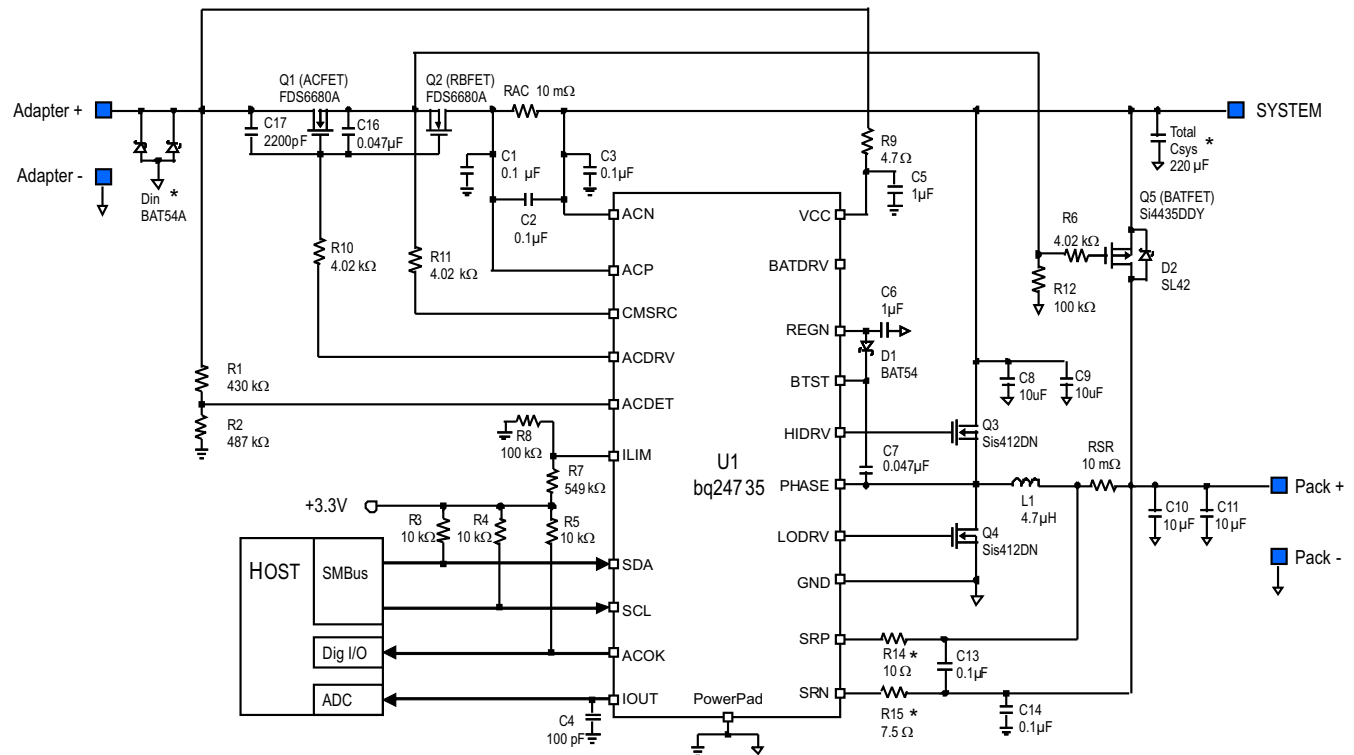 Q1 (ACFET)
FDS6680A
Q2 (RBFET)
FDS6680A
RAC 10 mΩ
Adapter +
SYSTEM
C17
2200pF
C16
0.047µF
R9
4.7Ω
Total
Csys *
220 µF
C1
0.1 µF
C3
0.1µF
C5
1µF
Adapter -
Din *
BAT54A
C2
0.1µF
ACN
VCC
Q5 (BATFET)
Si4435DDY
R6
4.02 kΩ
R10
4.02 kΩ
R11
4.02 kΩ
ACP
BATDRV
D2
SL42
R12
100 kΩ
C6
1µF
CMSRC
REGN
ACDRV
D1
BAT54
R1
430 kΩ
BTST
C8
10uF
C9
10uF
ACDET
R2
487 kΩ
R8
100 kΩ
HIDRV
Q3
Sis412DN
ILIM
U1
bq24735
C7
0.047µF
RSR
10 mΩ
R7
549 kΩ
PHASE
L1
4.7µH
Pack +
+3.3V
C10
10 µF
C11
10 µF
R3
10 kΩ
R4
10 kΩ
R5
10 kΩ
LODRV
Q4
Sis412DN
HOST
SMBus
SDA
GND
Pack -
SCL
SRP
R14 *
10 Ω
C13
0.1µF
Dig I/O
ACOK
ADC
IOUT
PowerPad
SRN
R15 *
7.5 Ω
C14
0.1µF
C4
100 pF